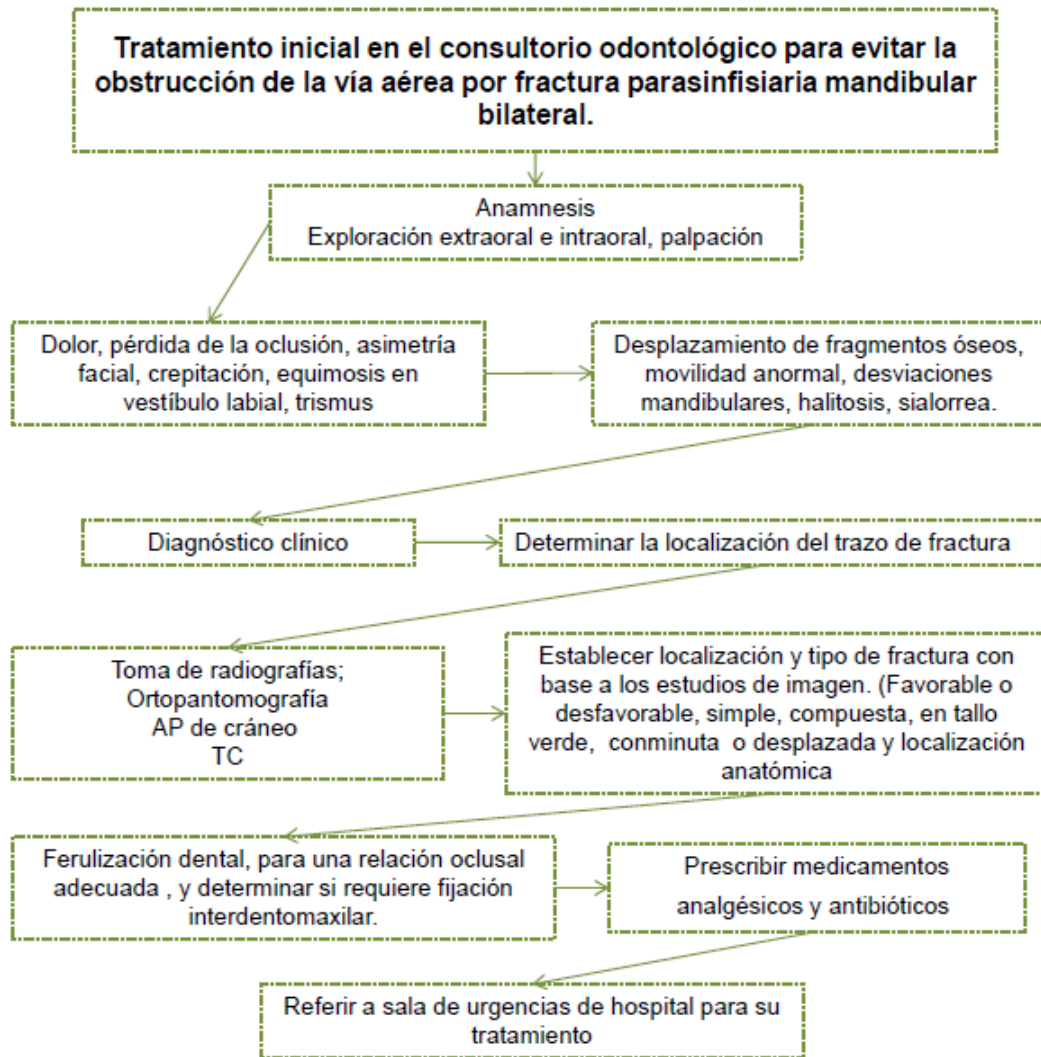 Tratamiento inicial en el consultorio odontológico para evitar la
obstrucción de la vía aérea por fractura parasinfisiaria mandibular
bilateral.
Anamnesis
Exploración extraoral e intraoral, palpación
Dolor, pérdida de la oclusión, asimetría
facial, crepitación, equimosis en
vestíbulo labial, trismus
Desplazamiento de fragmentos óseos,
movilidad anormal, desviaciones
mandibulares, halitosis, sialorrea.
Diagnóstico clínico
Determinar la localización del trazo de fractura
Toma de radiografías;
Ortopantomografía
AP de cráneo
TC
Establecer localización y tipo de fractura con
base a los estudios de imagen. (Favorable o
desfavorable, simple, compuesta, en tallo
verde, conminuta o desplazada y localización
anatómica
Ferulización dental, para una relación oclusal
adecuada , y determinar si requiere fijación
interdentomaxilar.
Prescribir medicamentos
analgésicos y antibióticos
Referir a sala de urgencias de hospital para su
tratamiento